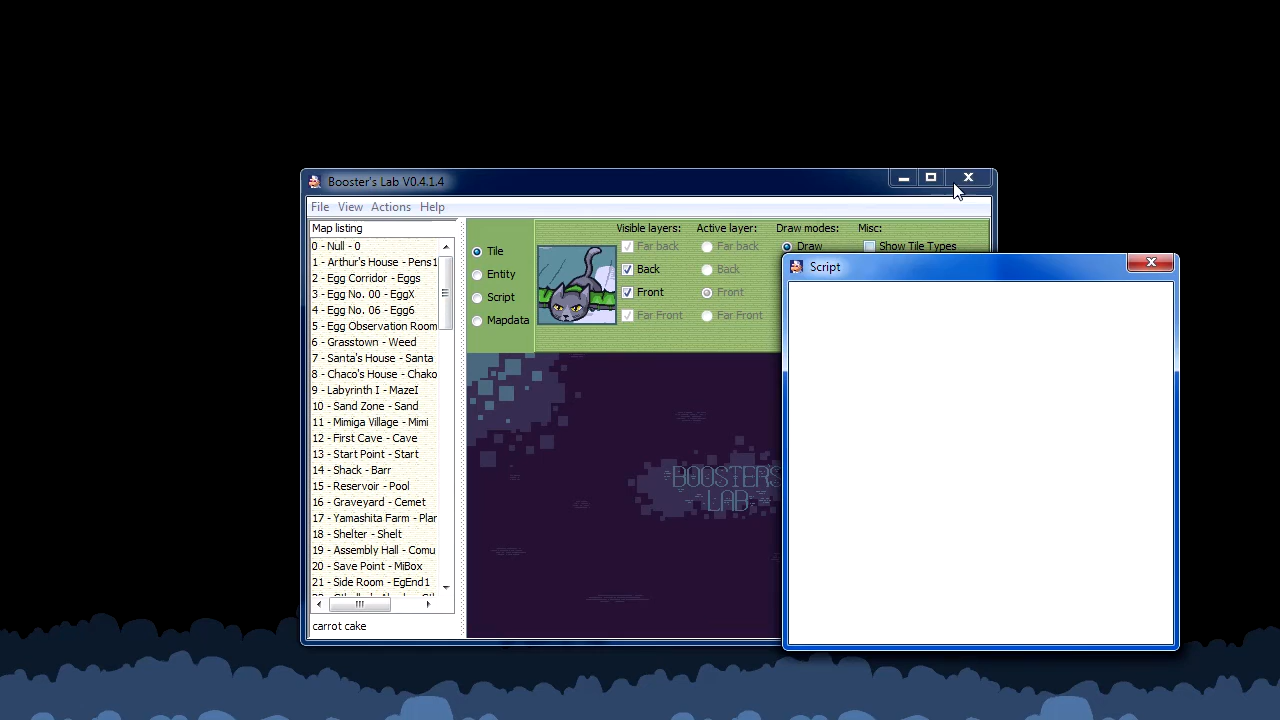 Booster's Lab V0.4.1.4
File View Actions Help
Map listing
0 - Null - 0
1 - Arthur's House - Pens1
2 - Egg Corridor - Eggs
3 - Egg No. 00 - EggX
4 - Egg No. 06 - Egg6
5 - Egg Observation Room
6 - Grasstown - Weed
7 - Santa's House - Santa
8 - Chaco's House - Chako
9 - Labyrinth I - MazeI
10 - Sand Zone - Sand
11 - Mimiga Village - Mimi
12 - First Cave - Cave
13 - Start Point - Start
14 - Shack - Barr
15 - Reservoir - Pool
16 - Graveyard - Cemet
17 - Yamashita Farm - Plar
18 - Shelter - Shelt
19 - Assembly Hall - Comu
20 - Save Point - MiBox
21 - Side Room - EgEnd1
carrot cake
Tile
Entity
Script
Mapdata
Visible layers: Active layer: Draw modes: Misc:
Far back Far back Draw Show Tile Types
Back Back
Front Front
Far Front Far Front
BOOSTER'S
LAB
Script